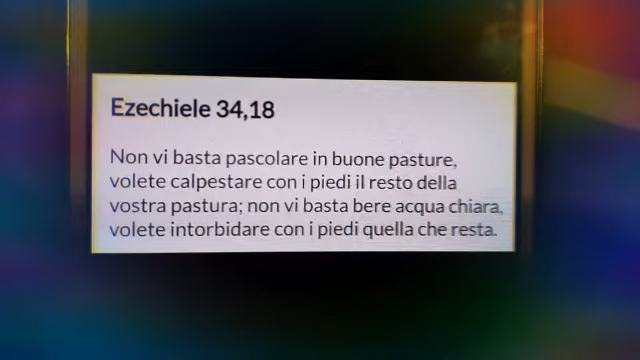 Ezechiele 34,18
Non vi basta pascolare in buone pasture,
volete calpestare con i piedi il resto della
vostra pastura; non vi basta bere acqua chiara,
volete intorbidare con i piedi quella che resta.